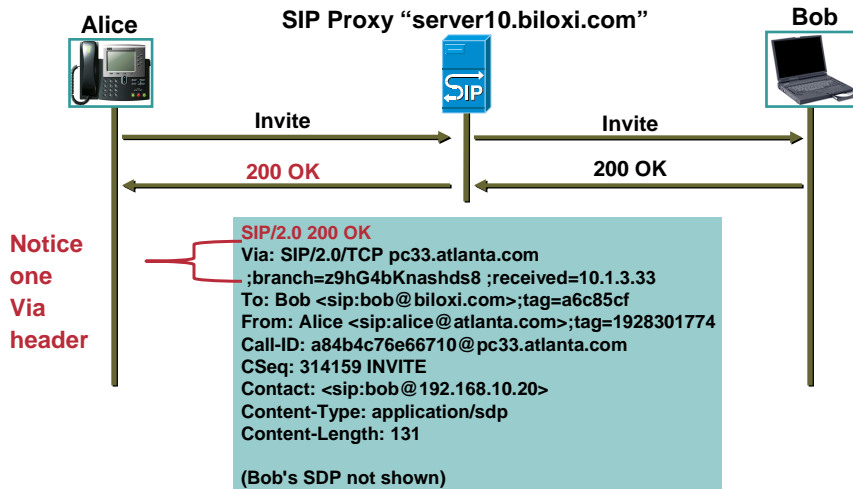 Alice
SIP Proxy “server10.biloxi.com”
Bob
SIP
Invite
Invite
200 OK
200 OK
Notice
one
Via
header
SIP/2.0 200 OK
Via: SIP/2.0/TCP pc33.atlanta.com
;branch=z9hG4bKnashds8 ;received=10.1.3.33
To: Bob <sip:bob@biloxi.com>;tag=a6c85cf
From: Alice <sip:alice@atlanta.com>;tag=1928301774
Call-ID: a84b4c76e66710@pc33.atlanta.com
CSeq: 314159 INVITE
Contact: <sip:bob@192.168.10.20>
Content-Type: application/sdp
Content-Length: 131
(Bob's SDP not shown)